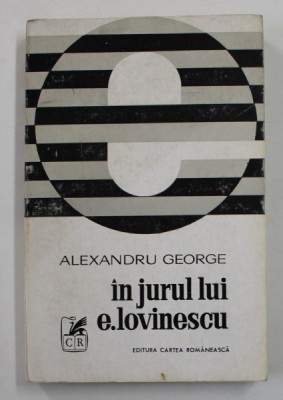 e
ALEXANDRU GEORGE
în jurul lui
e.lovinescu
CR
EDITURA CARTEA ROMÂNEASCĂ